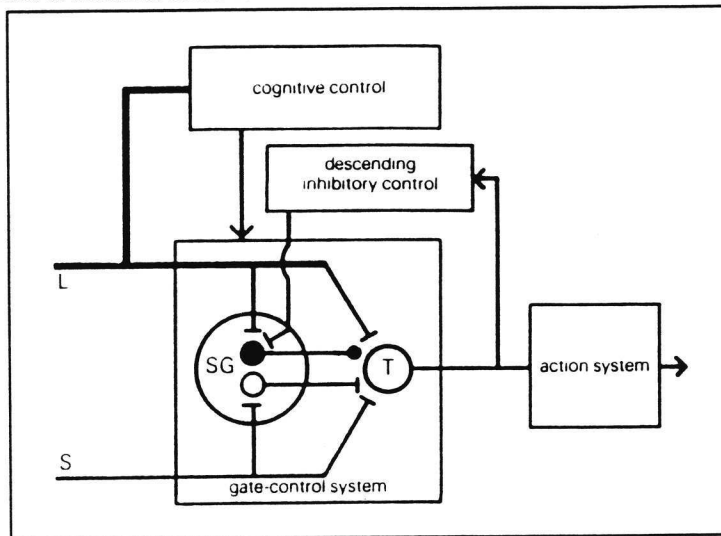 cognitive control
descending
inhibitory control
L
SG
T
action system
S
gate-control system